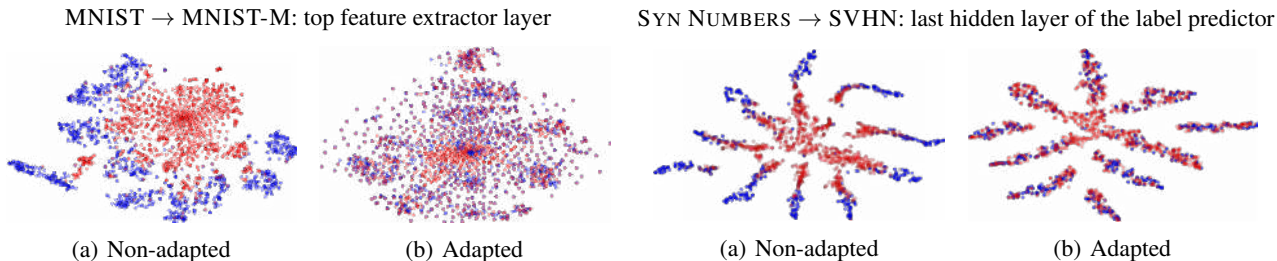 MNIST → MNIST-M: top feature extractor layer
SYN NUMBERS → SVHN: last hidden layer of the label predictor
(a) Non-adapted
(b) Adapted
(a) Non-adapted
(b) Adapted